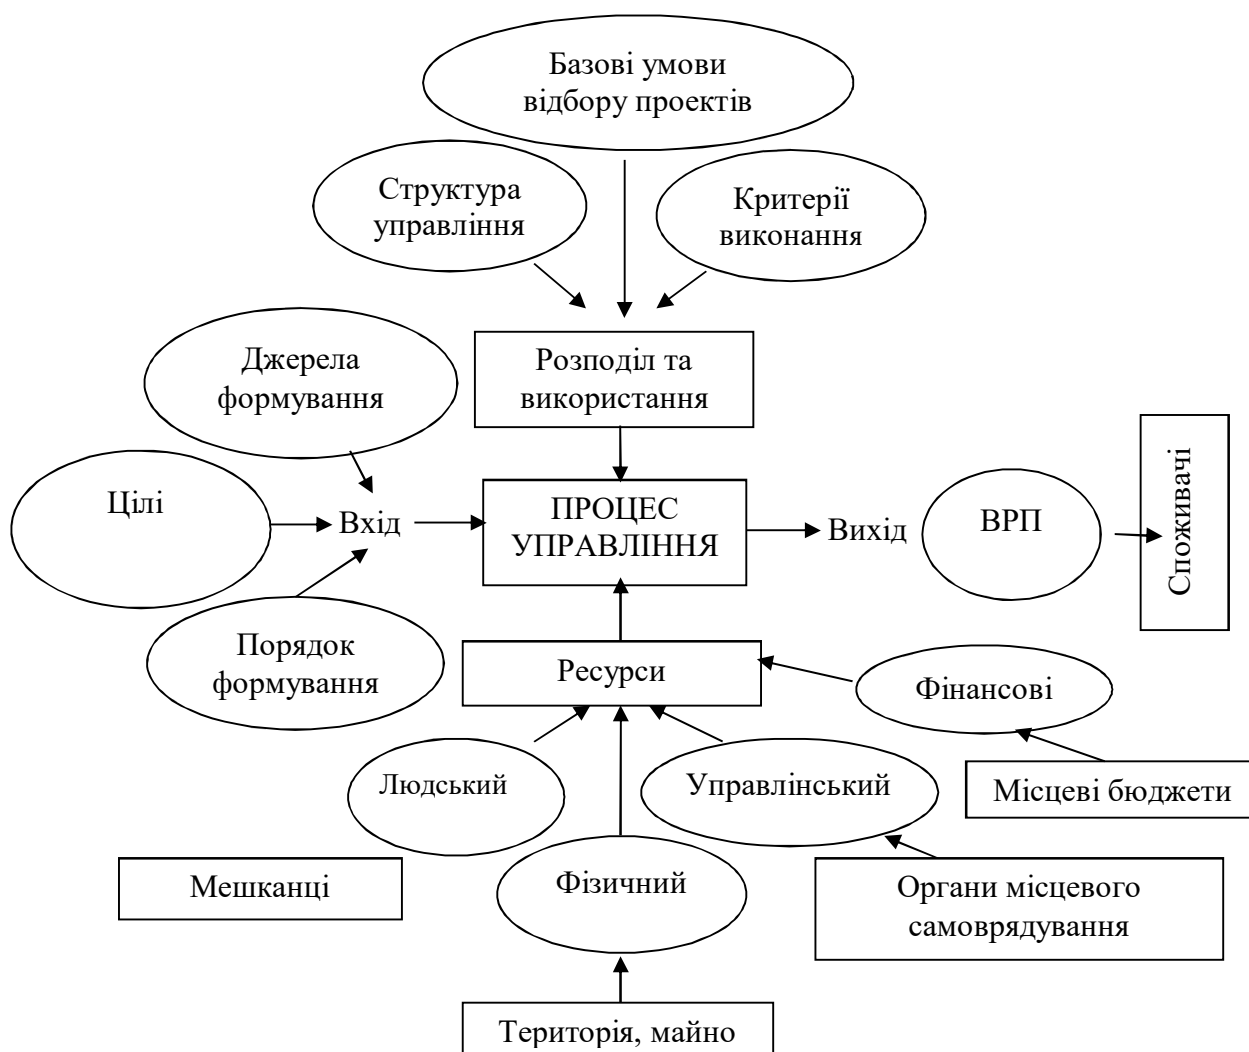 Базові умови
відбору проектів
Структура
управління
Критерії
виконання
Джерела
формування
Розподіл та
використання
Цілі
Вхід
ПРОЦЕС
УПРАВЛІННЯ
Вихід
ВРП
Споживачі
Порядок
формування
Ресурси
Фінансові
Людський
Управлінський
Місцеві бюджети
Мешканці
Фізичний
Органи місцевого
самоврядування
Територія, майно